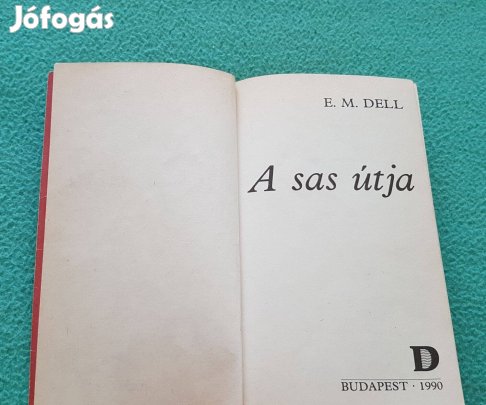 Jófogás
E. M. DELL
A sas útja
D
BUDAPEST · 1990